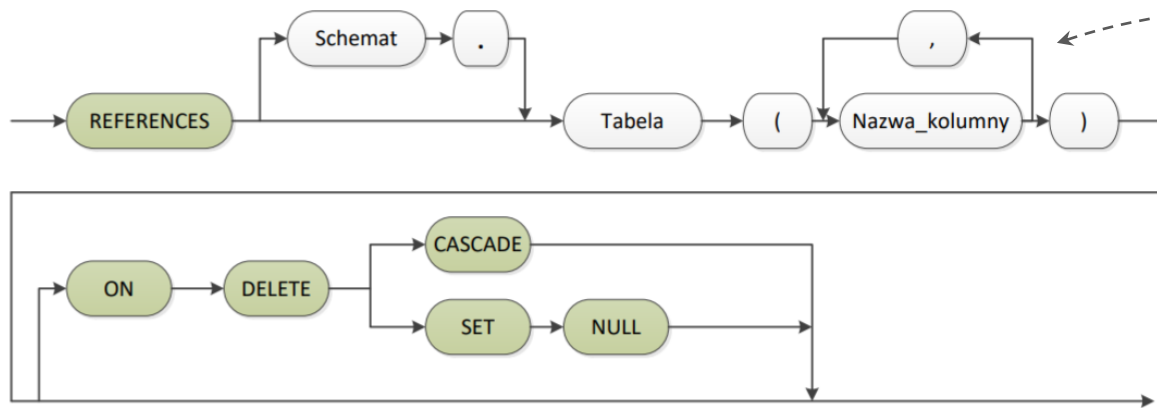 Schemat .
,
REFERENCES
Tabela ( Nazwa_kolumny )
CASCADE
ON DELETE
SET NULL